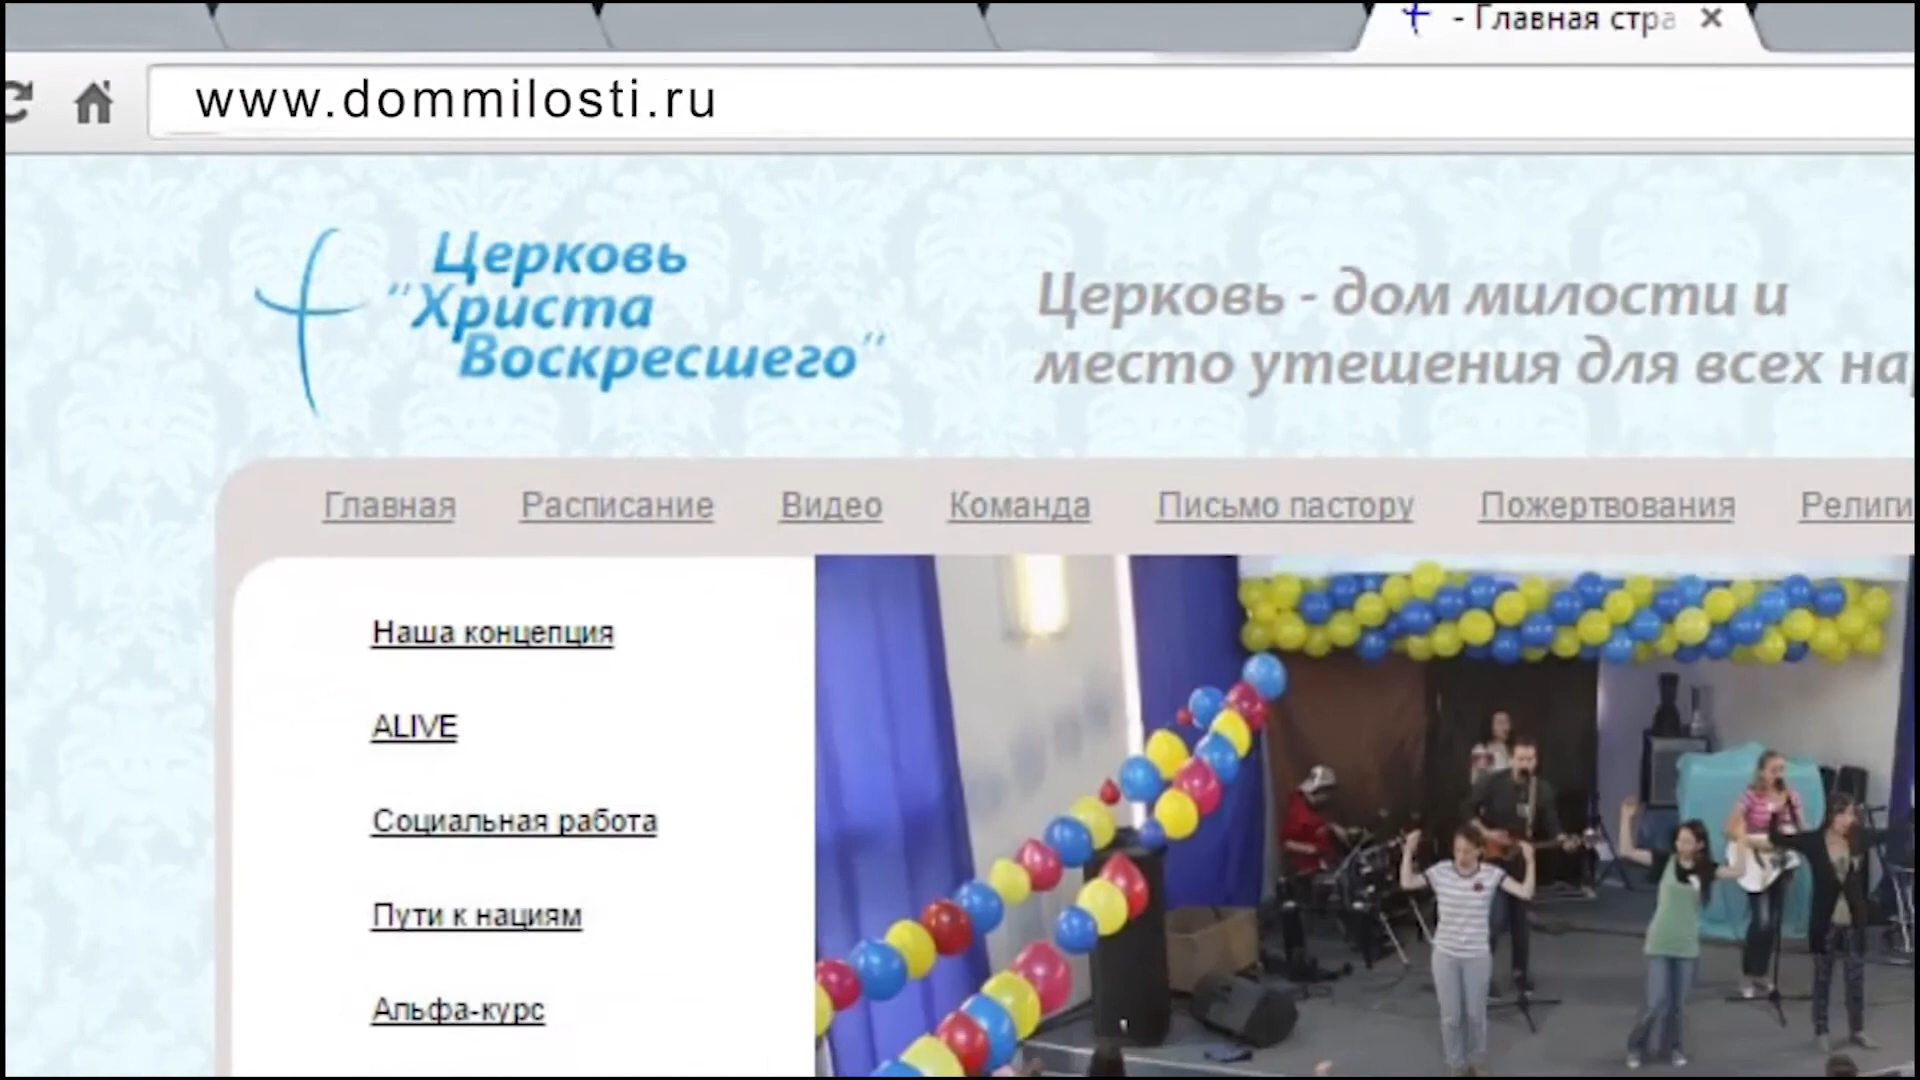 - Главная стра
www.dommilosti.ru
Церковь
"Христа
Воскресшего"
Церковь - дом милости и
место утешения для всех на
Главная Расписание Видео Команда Письмо пастору Пожертвования Религи
Наша концепция
ALIVE
Социальная работа
Пути к нациям
Альфа-курс